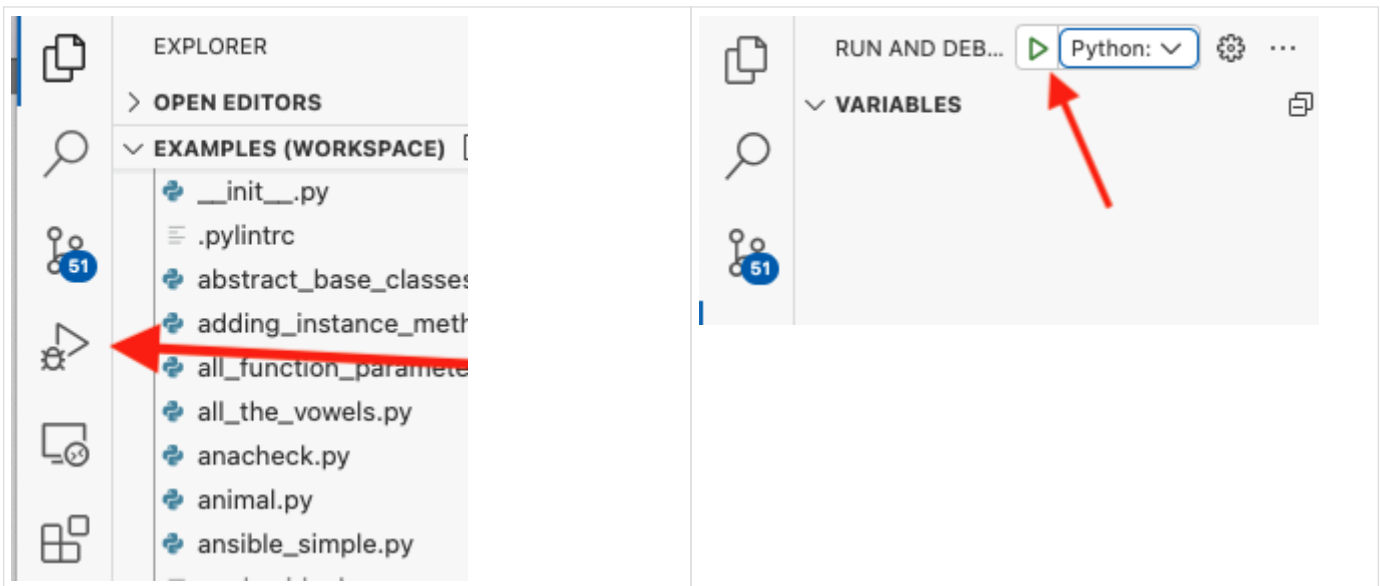 EXPLORER
OPEN EDITORS
EXAMPLES (WORKSPACE)
__init__.py
.pylintrc
abstract_base_classes
adding_instance_meth
all_function_paramete
all_the_vowels.py
anacheck.py
animal.py
ansible_simple.py
51
RUN AND DEB... Python:
VARIABLES
51